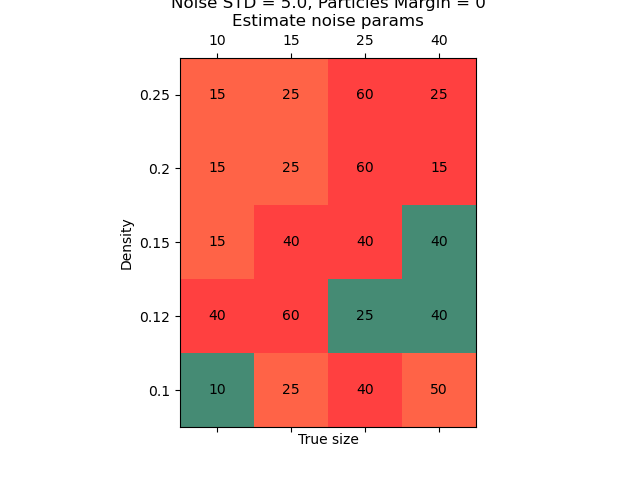 Noise STD = 5.0, Particles Margin = 0
Estimate noise params
10 15 25 40
0.25 15 25 60 25
0.2 15 25 60 15
0.15 15 40 40 40
Density
0.12 40 60 25 40
0.1 10 25 40 50
True size